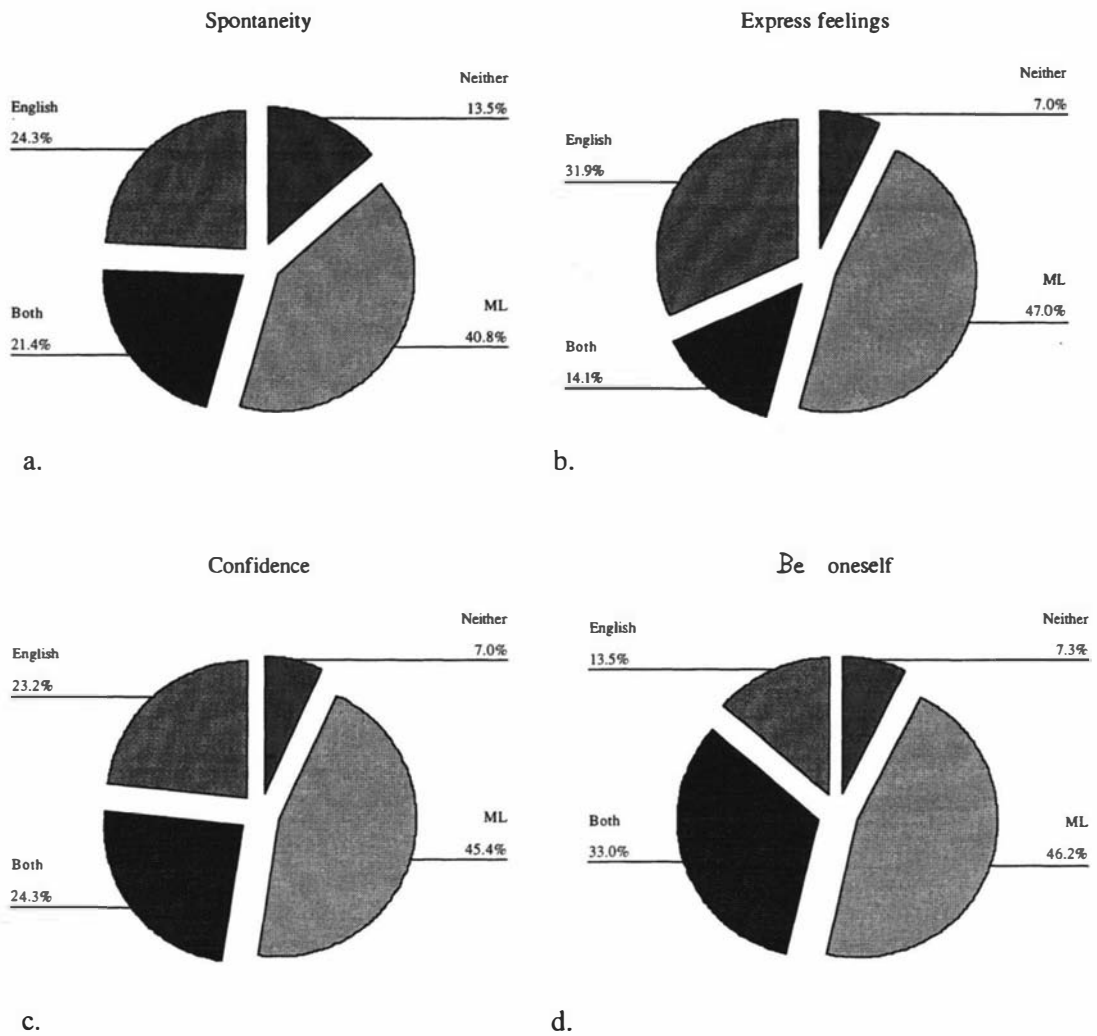 Spontaneity
Neither
13.5%
English
24.3%
ML
40.8%
Both
21.4%
a.
Express feelings
Neither
7.0%
English
31.9%
ML
47.0%
Both
14.1%
b.
Confidence
Neither
7.0%
English
23.2%
ML
45.4%
Both
24.3%
c.
Be oneself
Neither
7.3%
English
13.5%
ML
46.2%
Both
33.0%
d.